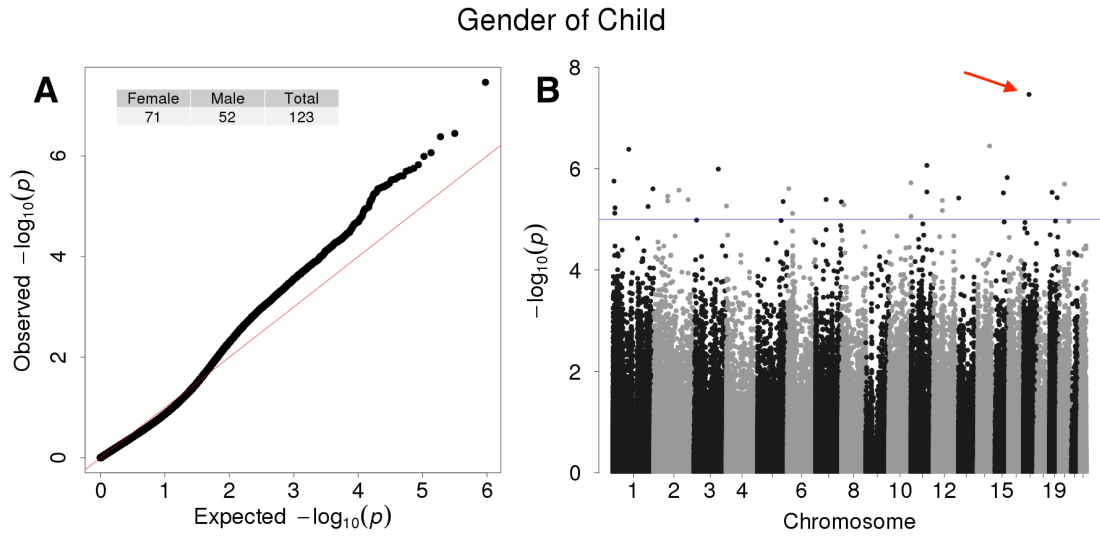 Gender of Child
A
Female Male Total
71 52 123
Observed −log₁₀(p)
6
4
2
0
0 1 2 3 4 5 6
Expected −log₁₀(p)
B
−log₁₀(p)
8
6
4
2
0
1 2 3 4 6 8 10 12 15 19
Chromosome